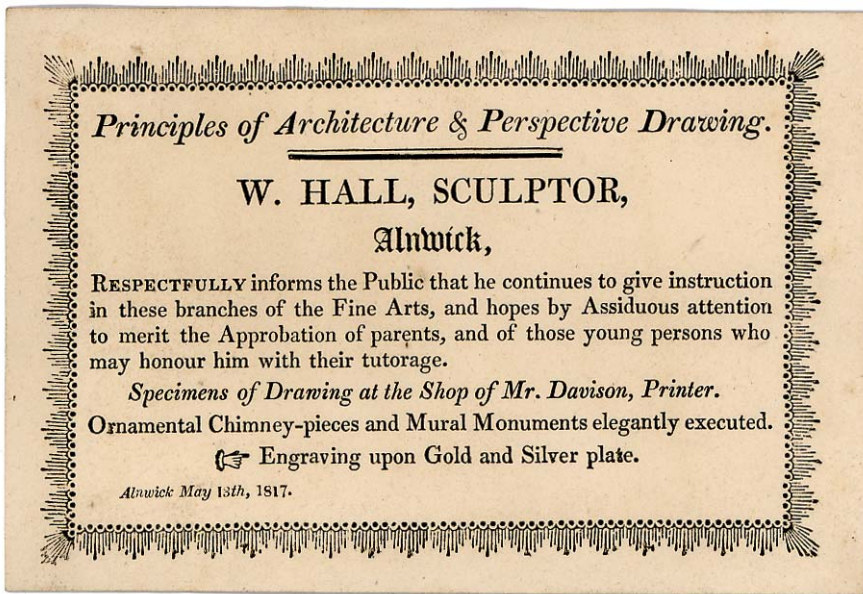 Principles of Architecture & Perspective Drawing.
W. HALL, SCULPTOR,
Alnwick,
RESPECTFULLY informs the Public that he continues to give instruction
in these branches of the Fine Arts, and hopes by Assiduous attention
to merit the Approbation of parents, and of those young persons who
may honour him with their tutorage.
Specimens of Drawing at the Shop of Mr. Davison, Printer.
Ornamental Chimney-pieces and Mural Monuments elegantly executed.
☞ Engraving upon Gold and Silver plate.
Alnwick May 13th, 1817.